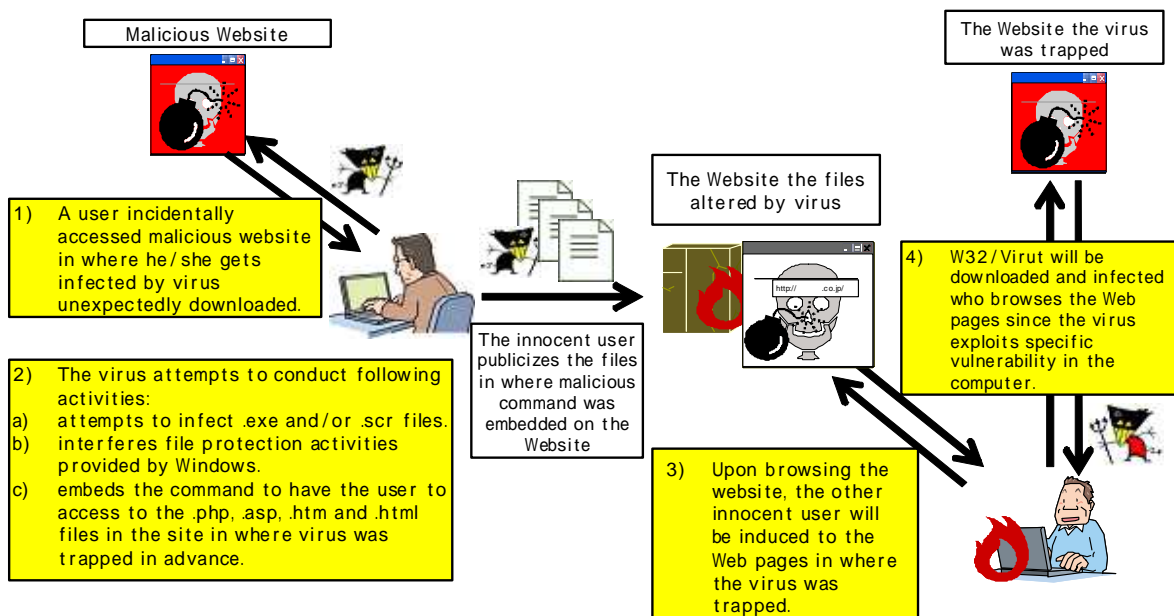 Malicious Website
1) A user incidentally
accessed malicious website
in where he/she gets
infected by virus
unexpectedly downloaded.
2) The virus attempts to conduct following
activities:
a) attempts to infect .exe and/or .scr files.
b) interferes file protection activities
provided by Windows.
c) embeds the command to have the user to
access to the .php, .asp, .htm and .html
files in the site in where virus was
trapped in advance.
The innocent user
publicizes the files
in where malicious
command was
embedded on the
Website
The Website the files
altered by virus
http:// .co.jp/
3) Upon browsing the
website, the other
innocent user will
be induced to the
Web pages in where
the virus was
trapped.
The Website the virus
was trapped
4) W32/Virut will be
downloaded and infected
who browses the Web
pages since the virus
exploits specific
vulnerability in the
computer.